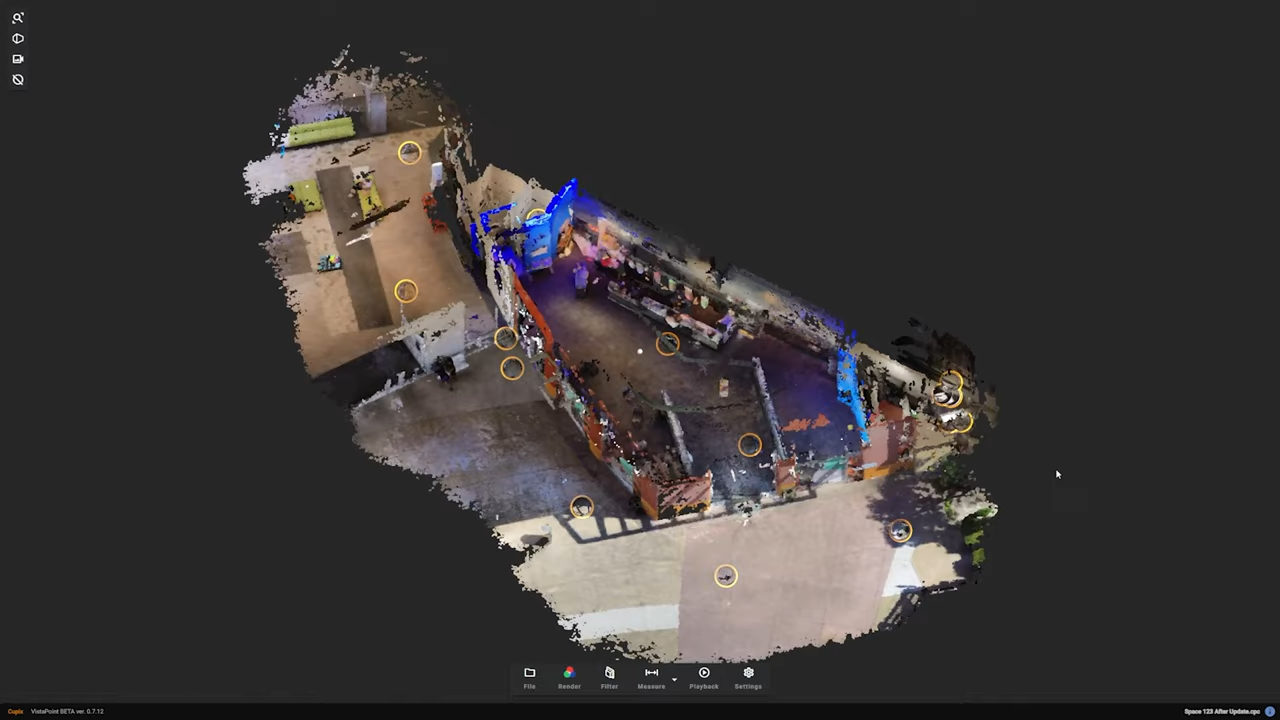 File
Render
Filter
Measure
Playback
Settings
Cupix VistaPoint BETA ver. 0.7.12
Space 123 After Update.cpc